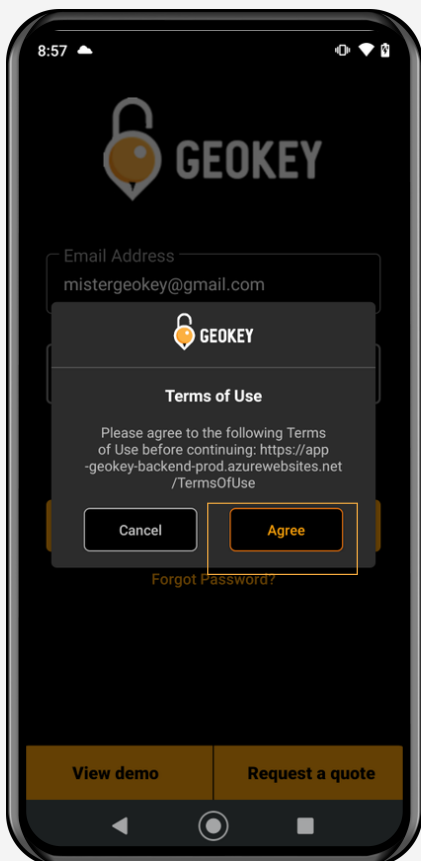 8:57
GEOKEY
Email Address
mistergeokey@gmail.com
GEOKEY
Terms of Use
Please agree to the following Terms
of Use before continuing: https://app
-geokey-backend-prod.azurewebsites.net
/TermsOfUse
Cancel
Agree
Forgot Password?
View demo
Request a quote